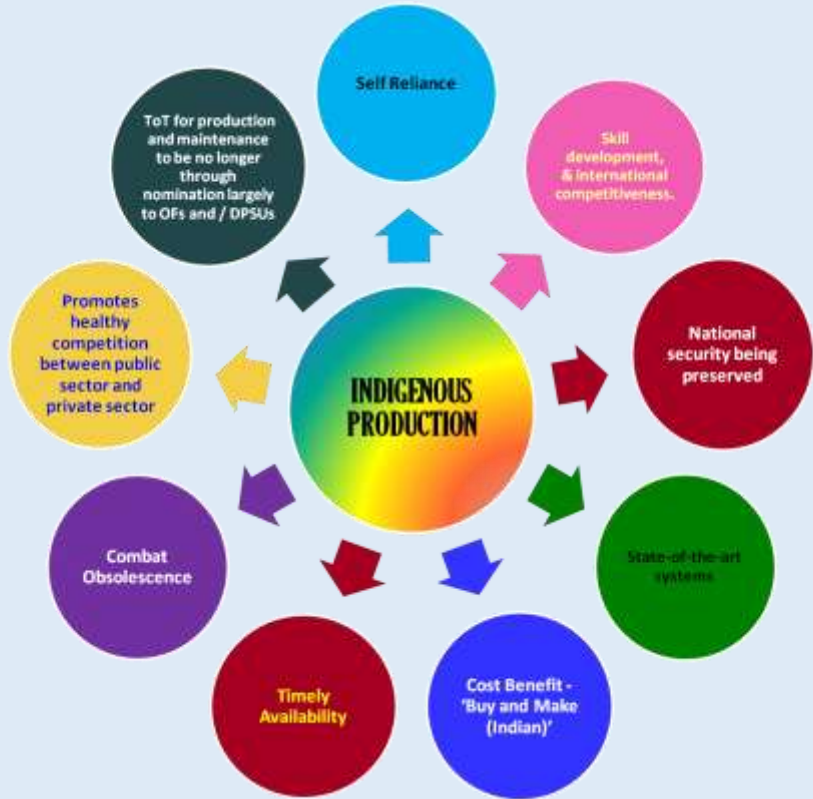 INDIGENOUS
PRODUCTION
Self Reliance
Skill
development,
& international
competitiveness.
National
security being
preserved
State-of-the-art
systems
Cost Benefit -
'Buy and Make
(Indian)'
Timely
Availability
Combat
Obsolescence
Promotes
healthy
competition
between public
sector and
private sector
ToT for production
and maintenance
to be no longer
through
nomination largely
to OFs and / DPSUs